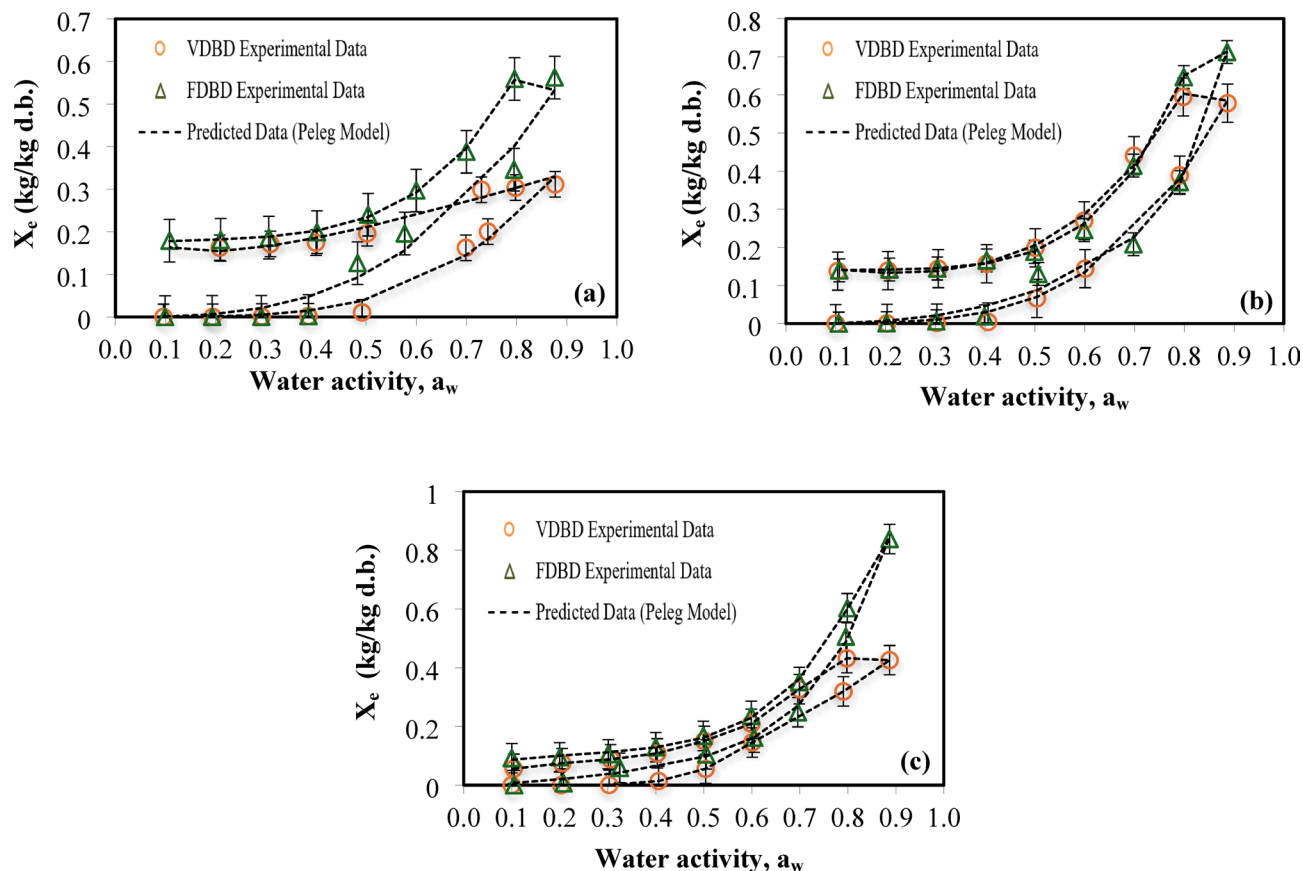 0.7
0.6
0.5
0.4
0.3
0.2
0.1
0
X_e (kg/kg d.b.)
VDBD Experimental Data
FDBD Experimental Data
Predicted Data (Peleg Model)
(a)
0.0 0.1 0.2 0.3 0.4 0.5 0.6 0.7 0.8 0.9 1.0
Water activity, a_w
0.8
0.7
0.6
0.5
0.4
0.3
0.2
0.1
0
X_e (kg/kg d.b.)
VDBD Experimental Data
FDBD Experimental Data
Predicted Data (Peleg Model)
(b)
0.0 0.1 0.2 0.3 0.4 0.5 0.6 0.7 0.8 0.9 1.0
Water activity, a_w
1
0.8
0.6
0.4
0.2
0
X_e (kg/kg d.b.)
VDBD Experimental Data
FDBD Experimental Data
Predicted Data (Peleg Model)
(c)
0.0 0.1 0.2 0.3 0.4 0.5 0.6 0.7 0.8 0.9 1.0
Water activity, a_w